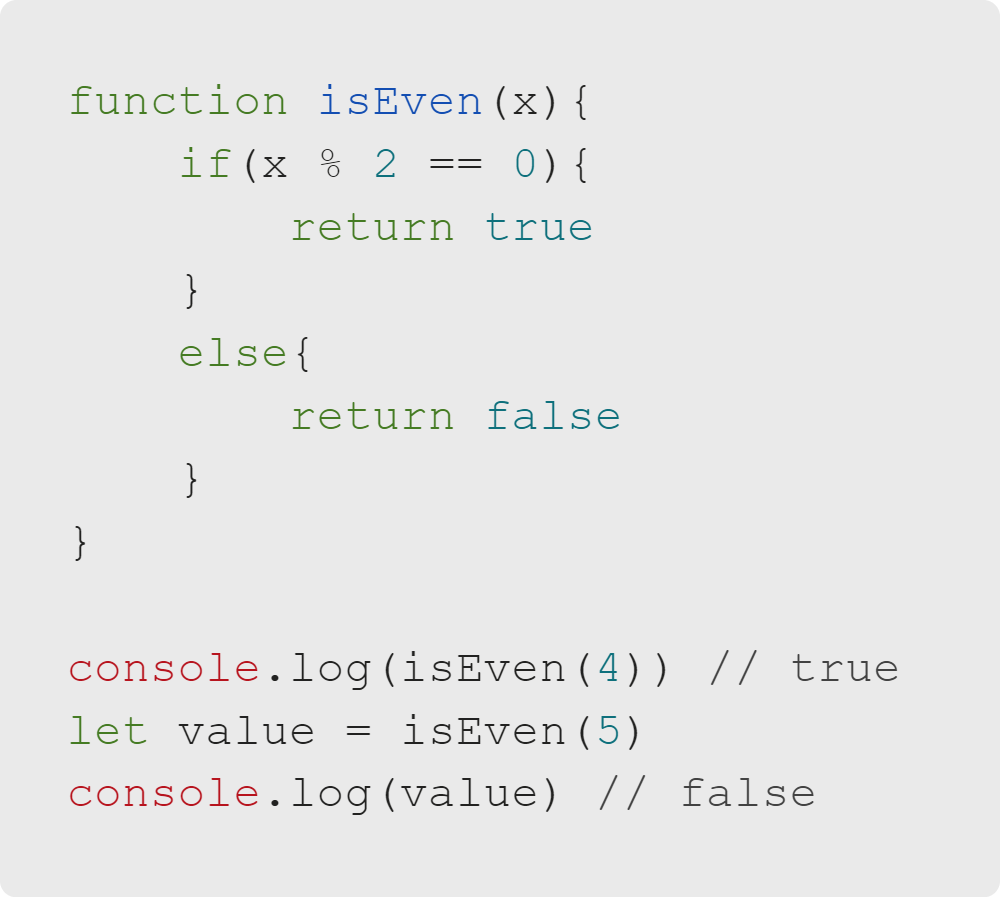 function isEven(x){
    if(x % 2 == 0){
        return true
    }
    else{
        return false
    }
}

console.log(isEven(4)) // true
let value = isEven(5)
console.log(value) // false